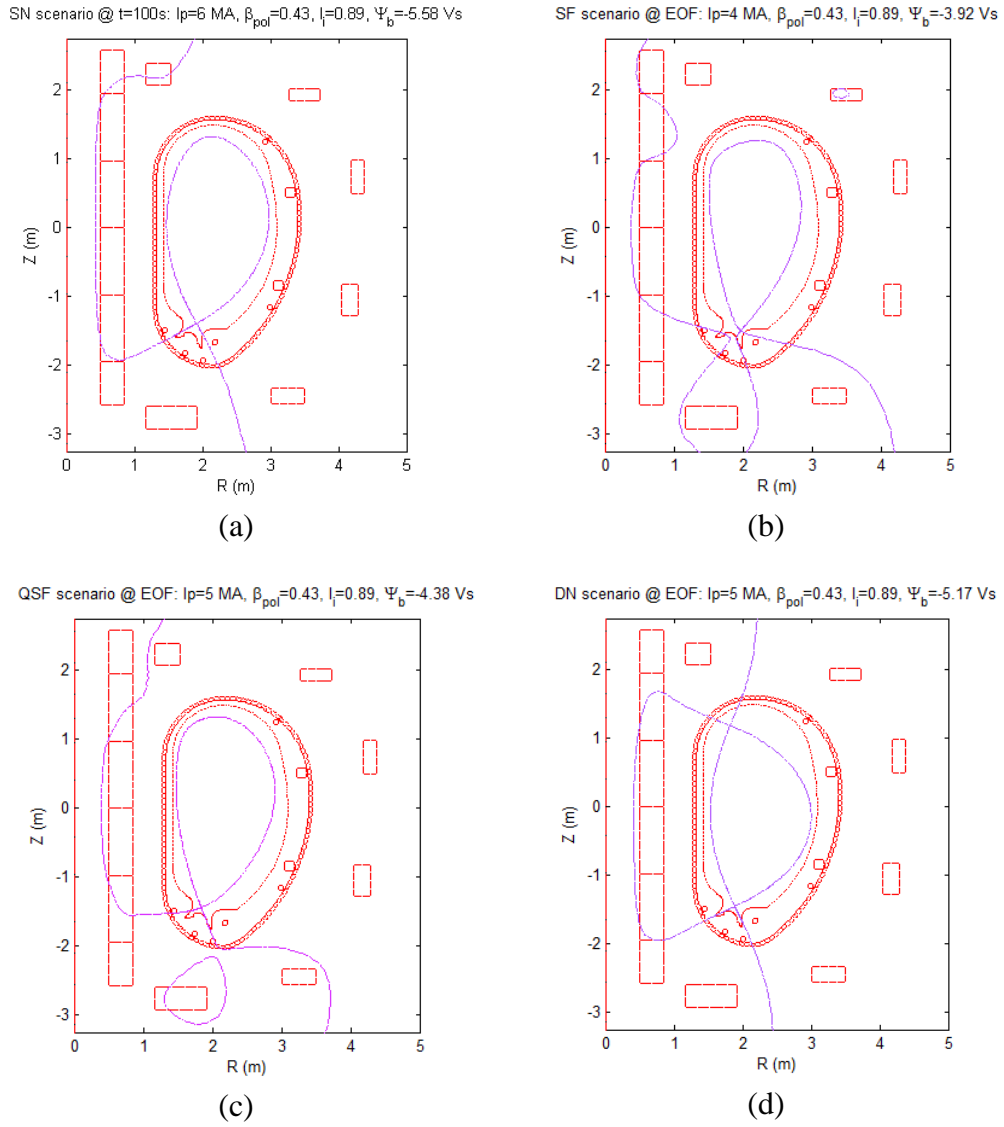 SN scenario @ t=100s: Ip=6 MA, βpol=0.43, li=0.89, Ψb=-5.58 Vs
2
1
0
-1
-2
-3
Z (m)
0 1 2 3 4 5
R (m)
(a)
SF scenario @ EOF: Ip=4 MA, βpol=0.43, li=0.89, Ψb=-3.92 Vs
2
1
0
-1
-2
-3
Z (m)
0 1 2 3 4 5
R (m)
(b)
QSF scenario @ EOF: Ip=5 MA, βpol=0.43, li=0.89, Ψb=-4.38 Vs
2
1
0
-1
-2
-3
Z (m)
0 1 2 3 4 5
R (m)
(c)
DN scenario @ EOF: Ip=5 MA, βpol=0.43, li=0.89, Ψb=-5.17 Vs
2
1
0
-1
-2
-3
Z (m)
0 1 2 3 4 5
R (m)
(d)